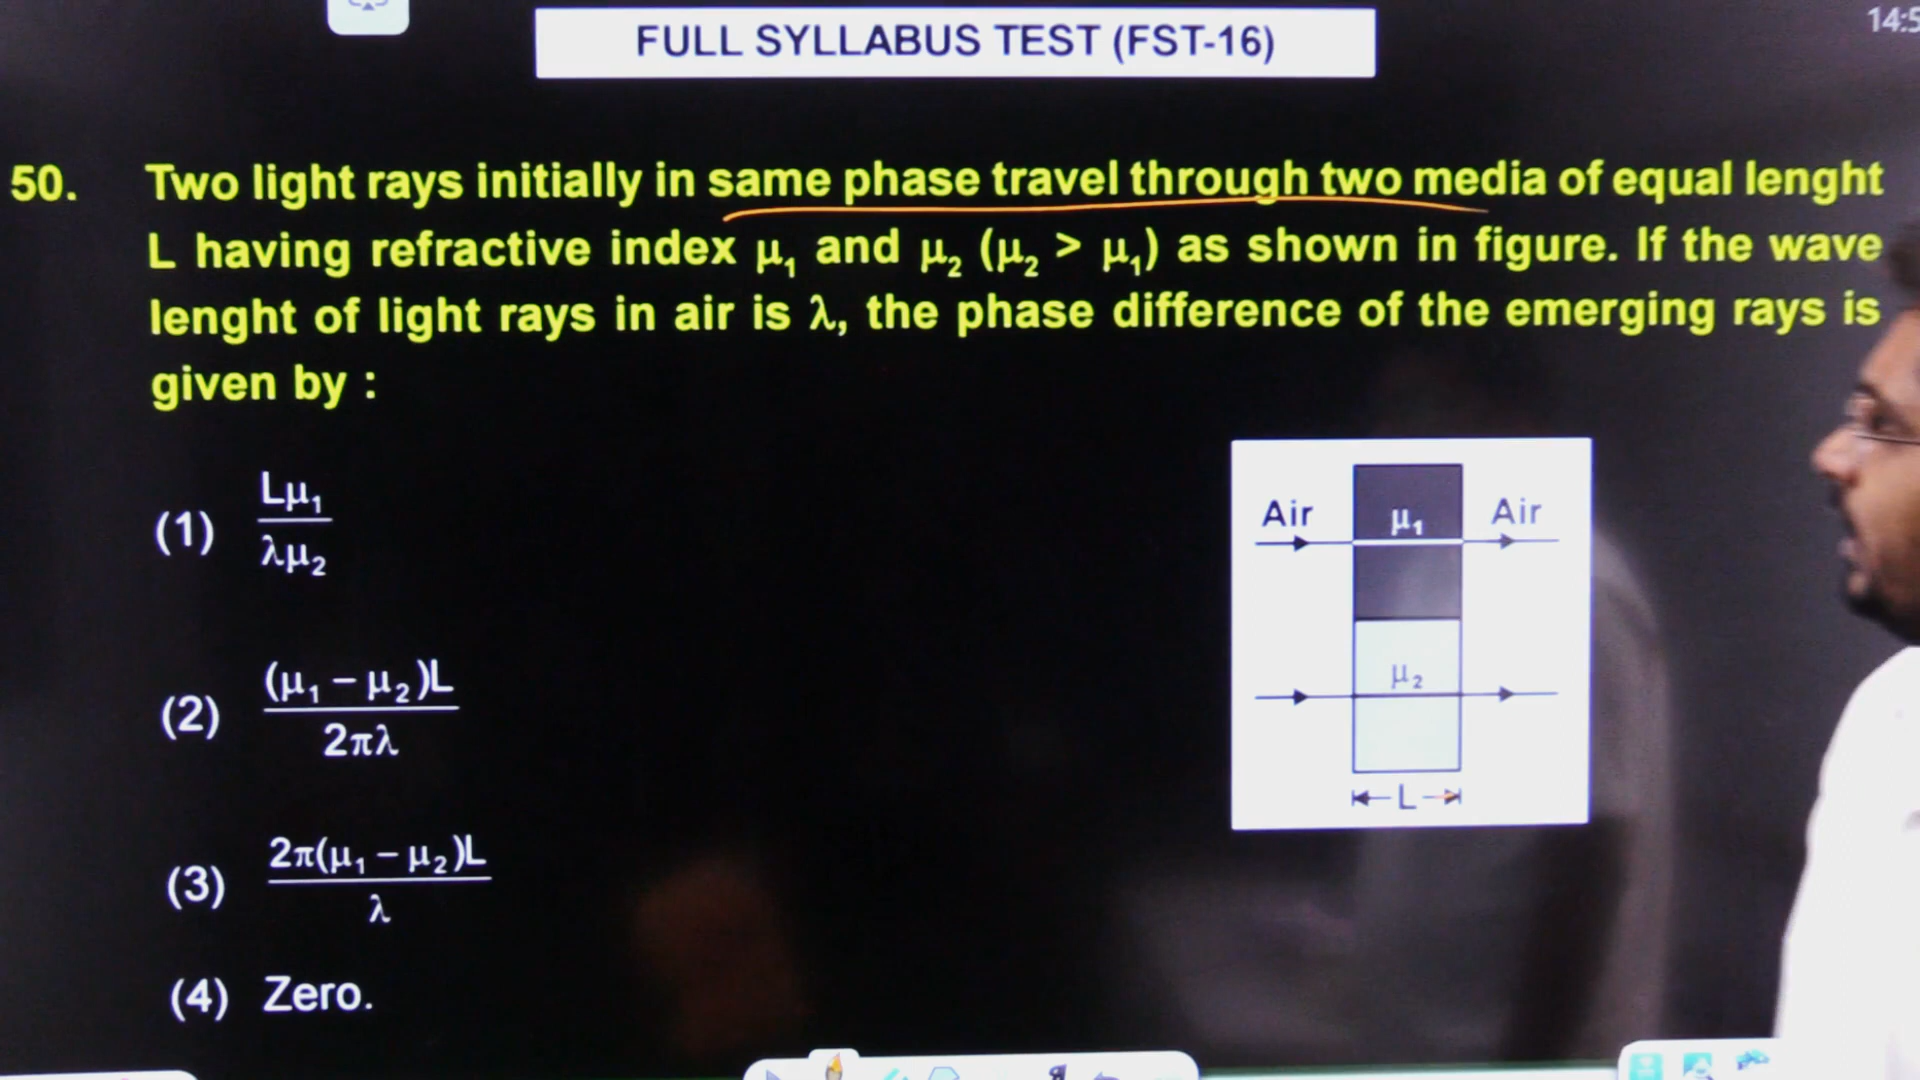 14:5
FULL SYLLABUS TEST (FST-16)
50. Two light rays initially in same phase travel through two media of equal lenght
L having refractive index μ₁ and μ₂ (μ₂ > μ₁) as shown in figure. If the wave
lenght of light rays in air is λ, the phase difference of the emerging rays is
given by :
(1) Lμ₁
λμ₂
(2) (μ₁ − μ₂)L
2πλ
(3) 2π(μ₁ − μ₂)L
λ
(4) Zero.
Air μ₁ Air
μ₂
L